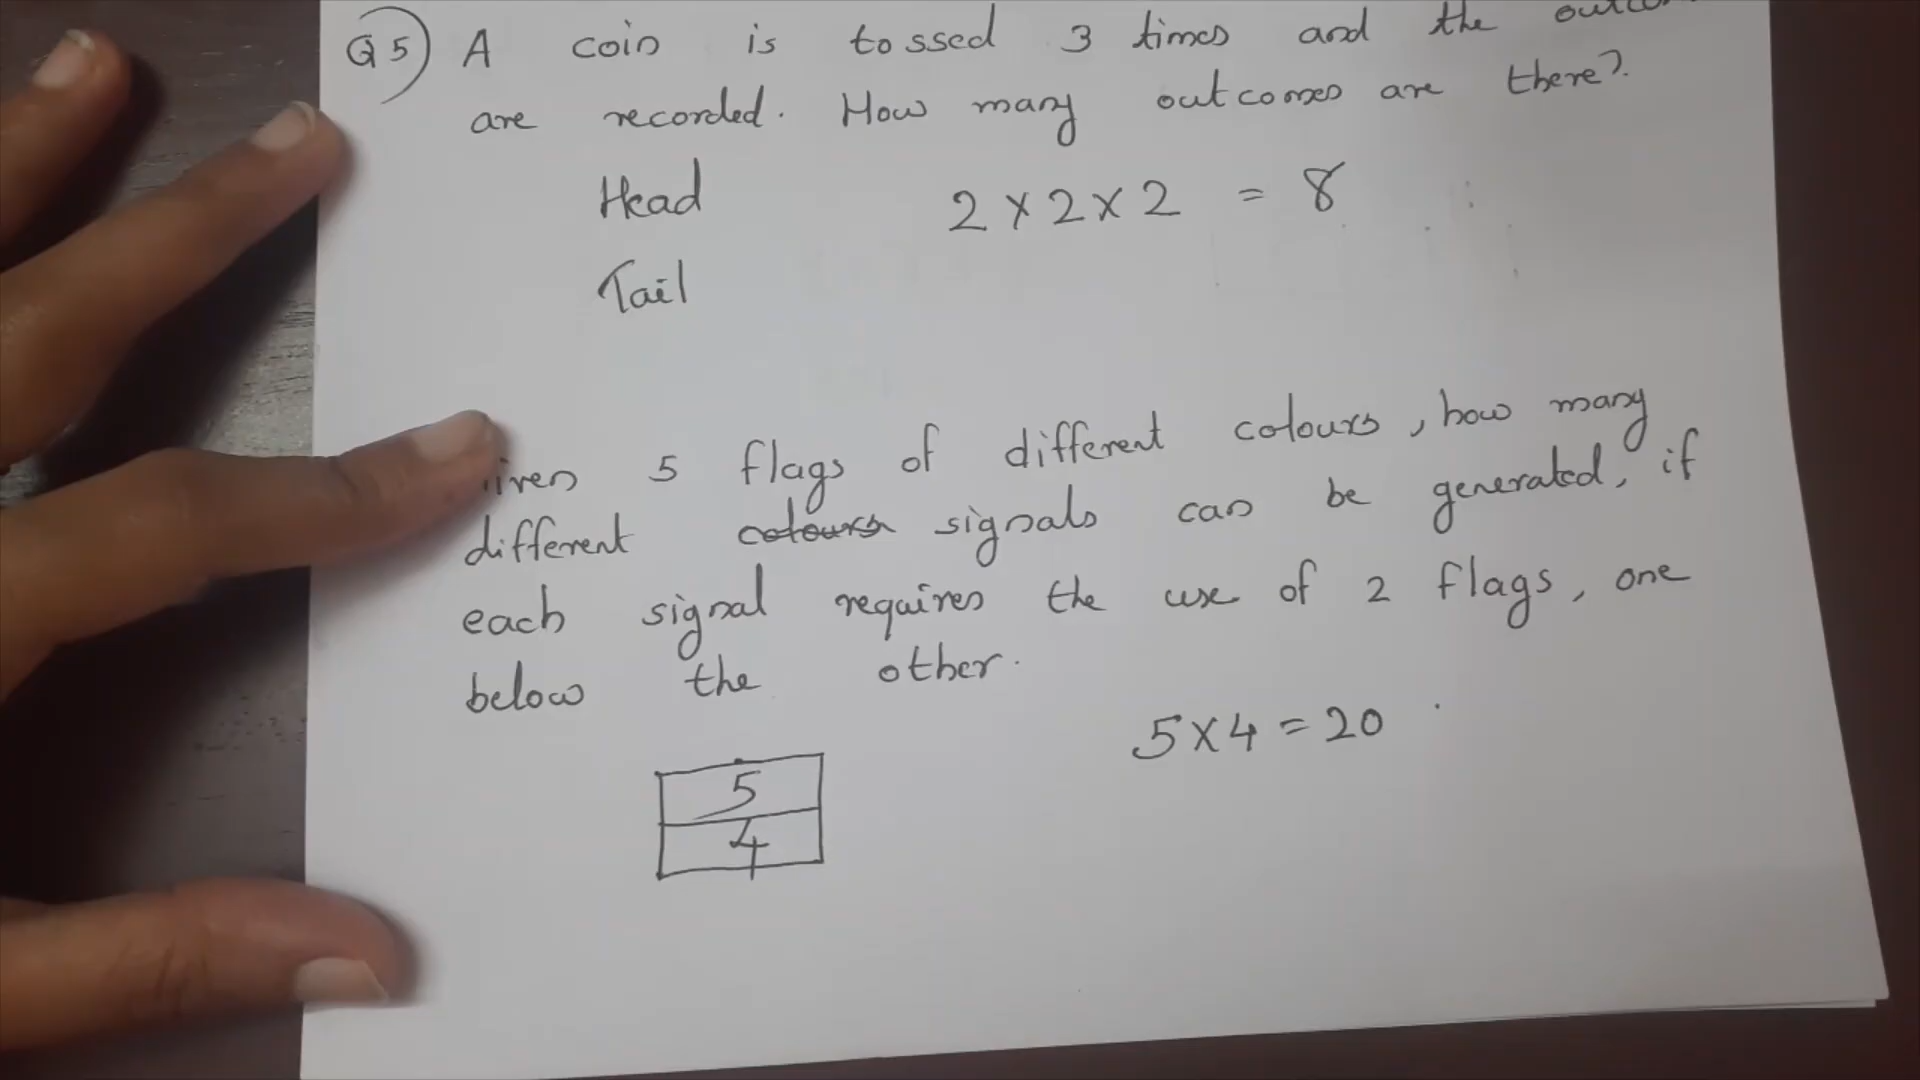 Q5) A coin is tossed 3 times and the
are recorded. How many outcomes are there?
Head 2 x 2 x 2 = 8
Tail
5 flags of different colours, how many
different colours signals can be generated, if
each signal requires the use of 2 flags, one
below the other.
5 x 4 = 20
5
4